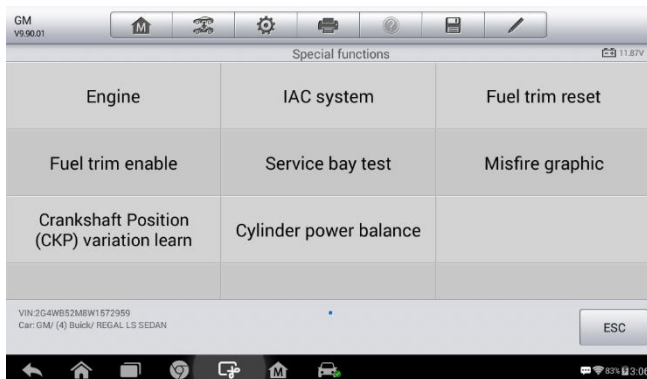 GM
V9.90.01
Special functions
11.87V
Engine
IAC system
Fuel trim reset
Fuel trim enable
Service bay test
Misfire graphic
Crankshaft Position
(CKP) variation learn
Cylinder power balance
VIN:2G4WB52M8W1572959
Car: GM/ (4) Buick/ REGAL LS SEDAN
ESC
83% 3:06